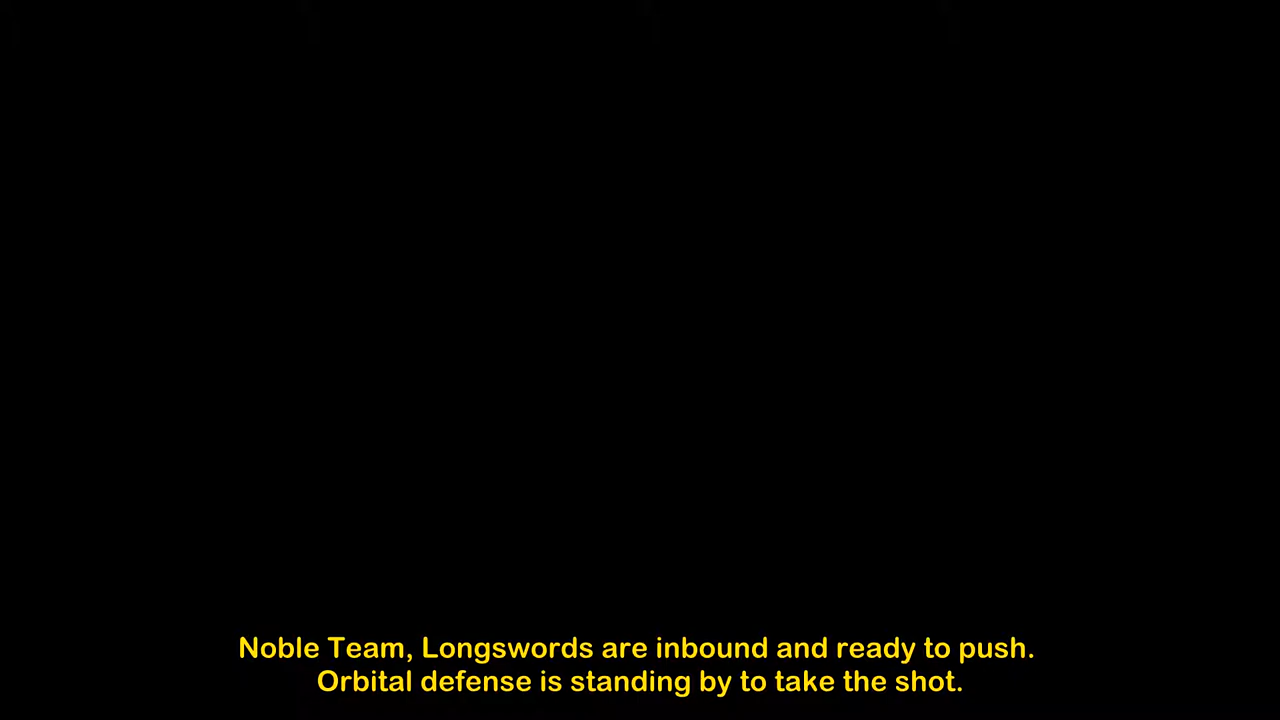 Noble Team, Longswords are inbound and ready to push.
Orbital defense is standing by to take the shot.